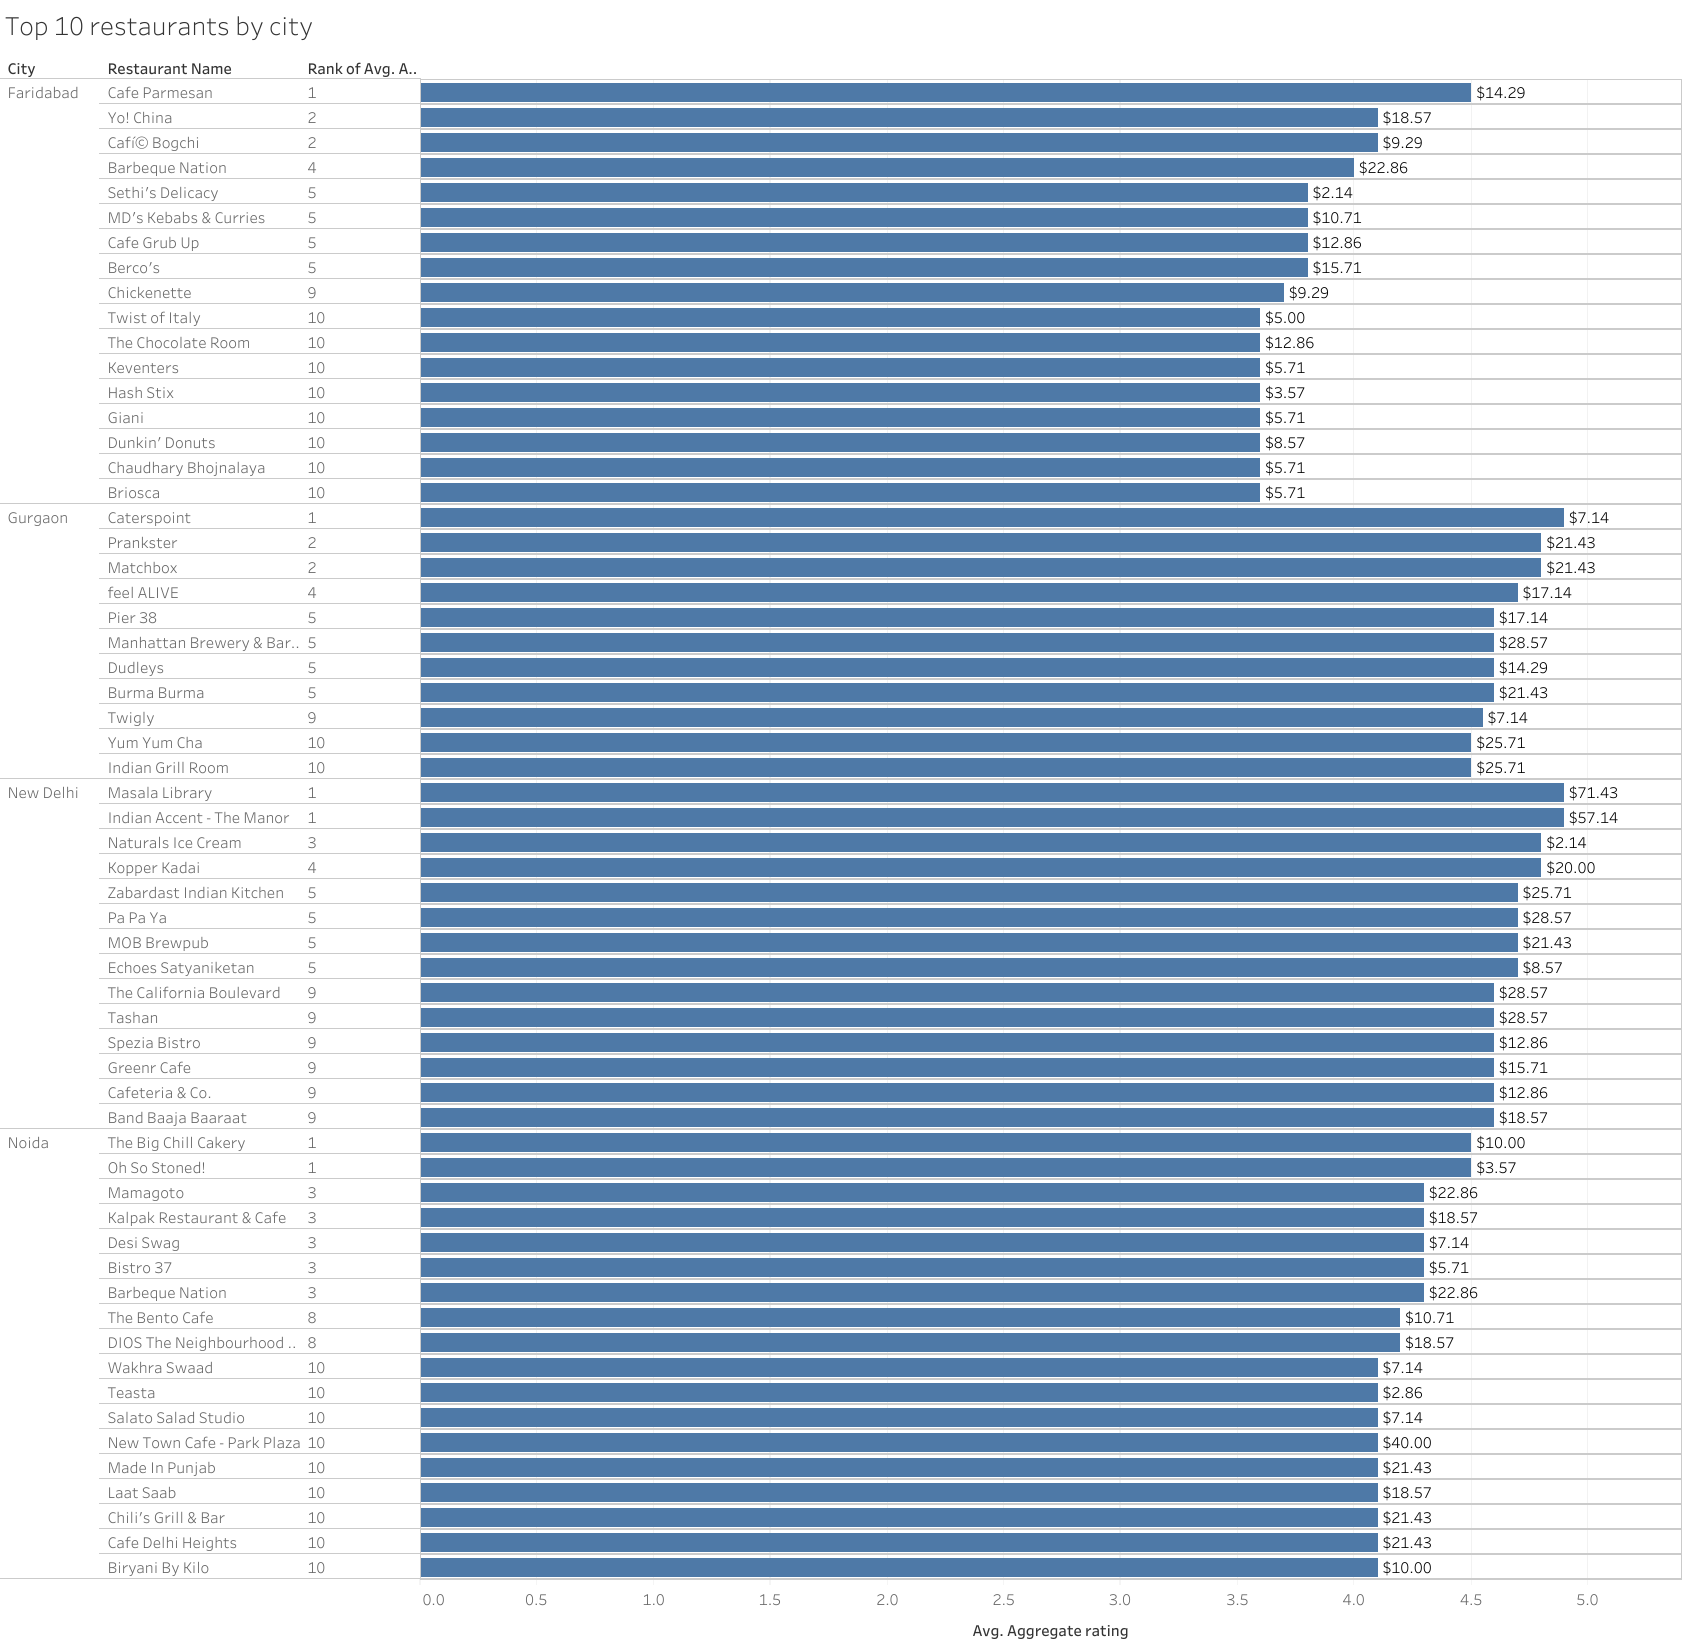 Top 10 restaurants by city
City Restaurant Name Rank of Avg. A..
Faridabad Cafe Parmesan 1 $14.29
Yo! China 2 $18.57
Cafí© Bogchi 2 $9.29
Barbeque Nation 4 $22.86
Sethi's Delicacy 5 $2.14
MD's Kebabs & Curries 5 $10.71
Cafe Grub Up 5 $12.86
Berco's 5 $15.71
Chickenette 9 $9.29
Twist of Italy 10 $5.00
The Chocolate Room 10 $12.86
Keventers 10 $5.71
Hash Stix 10 $3.57
Giani 10 $5.71
Dunkin' Donuts 10 $8.57
Chaudhary Bhojnalaya 10 $5.71
Briosca 10 $5.71
Gurgaon Caterspoint 1 $7.14
Prankster 2 $21.43
Matchbox 2 $21.43
feel ALIVE 4 $17.14
Pier 38 5 $17.14
Manhattan Brewery & Bar.. 5 $28.57
Dudleys 5 $14.29
Burma Burma 5 $21.43
Twigly 9 $7.14
Yum Yum Cha 10 $25.71
Indian Grill Room 10 $25.71
New Delhi Masala Library 1 $71.43
Indian Accent - The Manor 1 $57.14
Naturals Ice Cream 3 $2.14
Kopper Kadai 4 $20.00
Zabardast Indian Kitchen 5 $25.71
Pa Pa Ya 5 $28.57
MOB Brewpub 5 $21.43
Echoes Satyaniketan 5 $8.57
The California Boulevard 9 $28.57
Tashan 9 $28.57
Spezia Bistro 9 $12.86
Greenr Cafe 9 $15.71
Cafeteria & Co. 9 $12.86
Band Baaja Baaraat 9 $18.57
Noida The Big Chill Cakery 1 $10.00
Oh So Stoned! 1 $3.57
Mamagoto 3 $22.86
Kalpak Restaurant & Cafe 3 $18.57
Desi Swag 3 $7.14
Bistro 37 3 $5.71
Barbeque Nation 3 $22.86
The Bento Cafe 8 $10.71
DIOS The Neighbourhood .. 8 $18.57
Wakhra Swaad 10 $7.14
Teasta 10 $2.86
Salato Salad Studio 10 $7.14
New Town Cafe - Park Plaza 10 $40.00
Made In Punjab 10 $21.43
Laat Saab 10 $18.57
Chili's Grill & Bar 10 $21.43
Cafe Delhi Heights 10 $21.43
Biryani By Kilo 10 $10.00
0.0 0.5 1.0 1.5 2.0 2.5 3.0 3.5 4.0 4.5 5.0
Avg. Aggregate rating